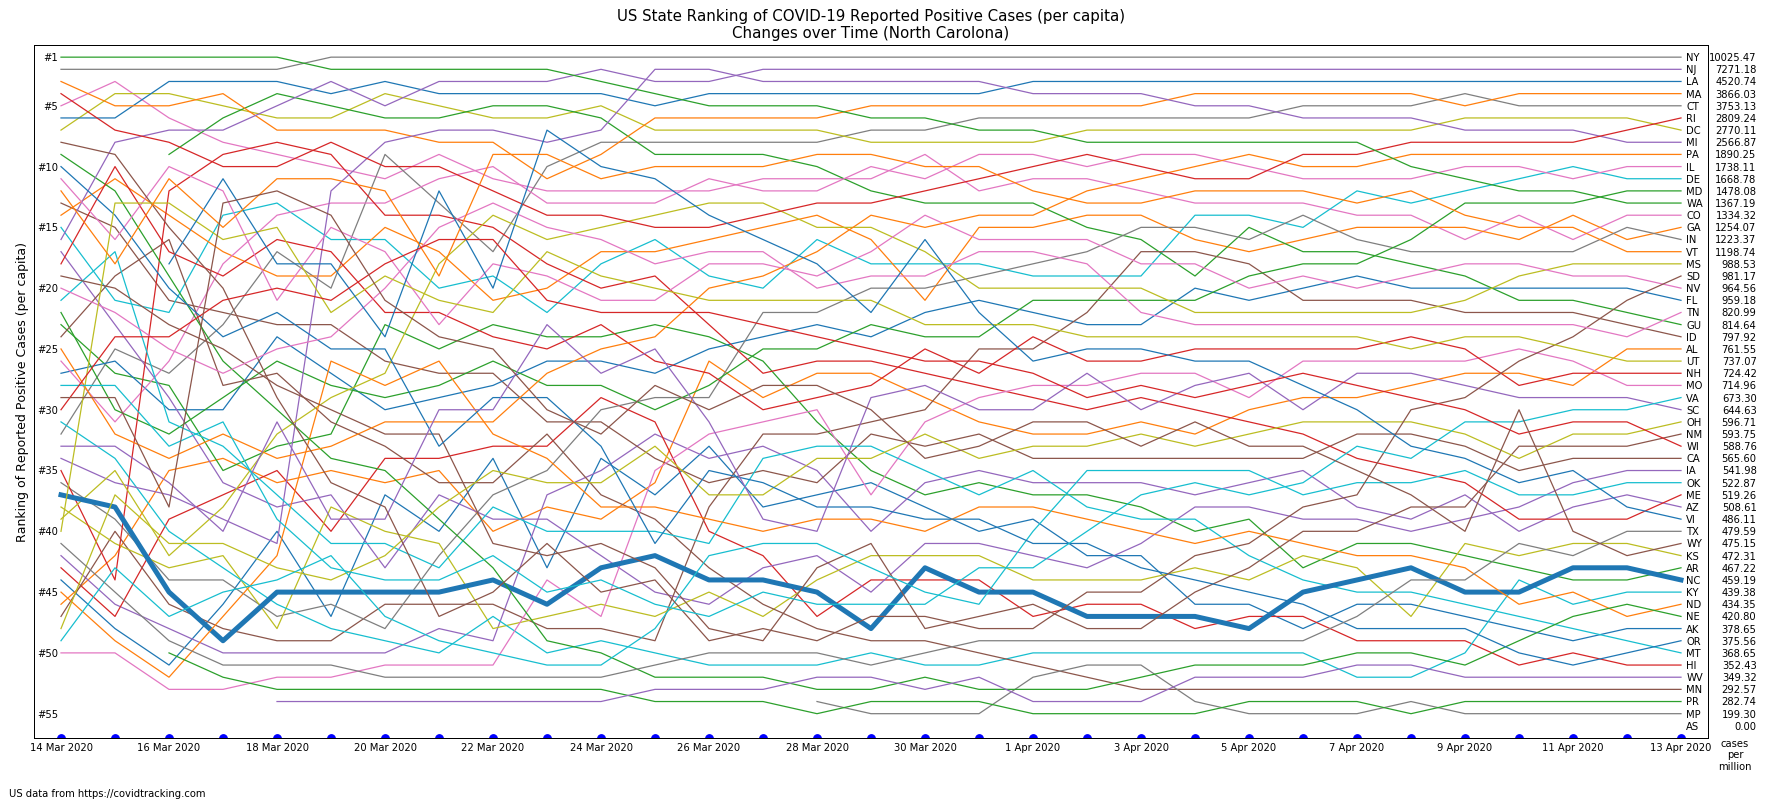 US State Ranking of COVID-19 Reported Positive Cases (per capita)
Changes over Time (North Carolona)
Ranking of Reported Positive Cases (per capita)
#1
#5
#10
#15
#20
#25
#30
#35
#40
#45
#50
#55
NY 10025.47
NJ 7271.18
LA 4520.74
MA 3866.03
CT 3753.13
RI 2809.24
DC 2770.11
MI 2566.87
PA 1890.25
IL 1738.11
DE 1668.78
MD 1478.08
WA 1367.19
CO 1334.32
GA 1254.07
IN 1223.37
VT 1198.74
MS 988.53
SD 981.17
NV 964.56
FL 959.18
TN 820.99
GU 814.64
ID 797.92
AL 761.55
UT 737.07
NH 724.42
MO 714.96
VA 673.30
SC 644.63
OH 596.71
NM 593.75
WI 588.76
CA 565.60
IA 541.98
OK 522.87
ME 519.26
AZ 508.61
VI 486.11
TX 479.59
WY 475.15
KS 472.31
AR 467.22
NC 459.19
KY 439.38
ND 434.35
NE 420.80
AK 378.65
OR 375.56
MT 368.65
HI 352.43
WV 349.32
MN 292.57
PR 282.74
MP 199.30
AS 0.00
14 Mar 2020 16 Mar 2020 18 Mar 2020 20 Mar 2020 22 Mar 2020 24 Mar 2020 26 Mar 2020 28 Mar 2020 30 Mar 2020 1 Apr 2020 3 Apr 2020 5 Apr 2020 7 Apr 2020 9 Apr 2020 11 Apr 2020 13 Apr 2020
cases
per
million
US data from https://covidtracking.com